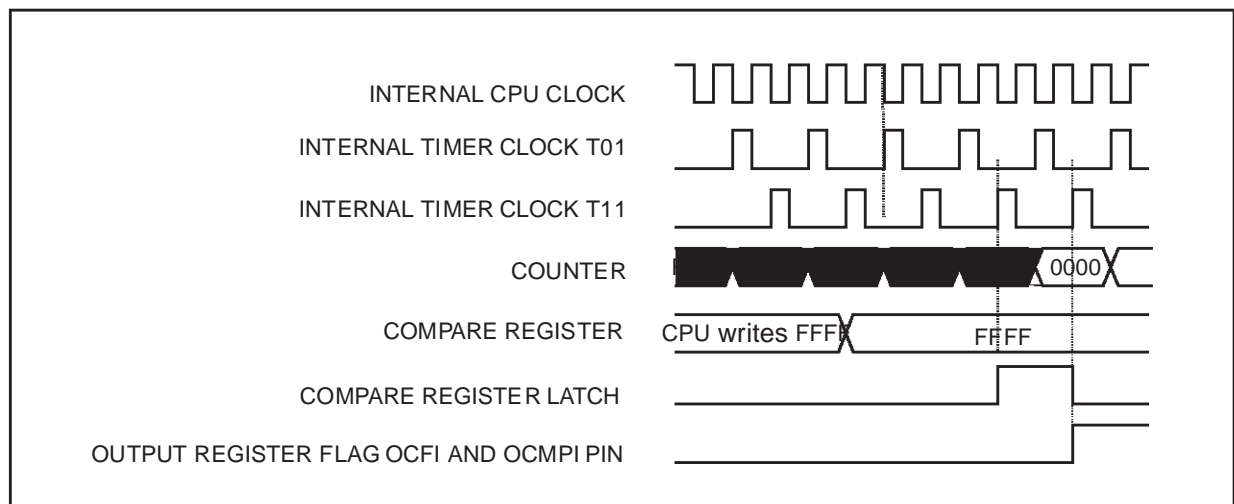 INTERNAL CPU CLOCK
INTERNAL TIMER CLOCK T01
INTERNAL TIMER CLOCK T11
COUNTER 0000
COMPARE REGISTER CPU writes FFFF FFFF
COMPARE REGISTER LATCH
OUTPUT REGISTER FLAG OCFI AND OCMPI PIN